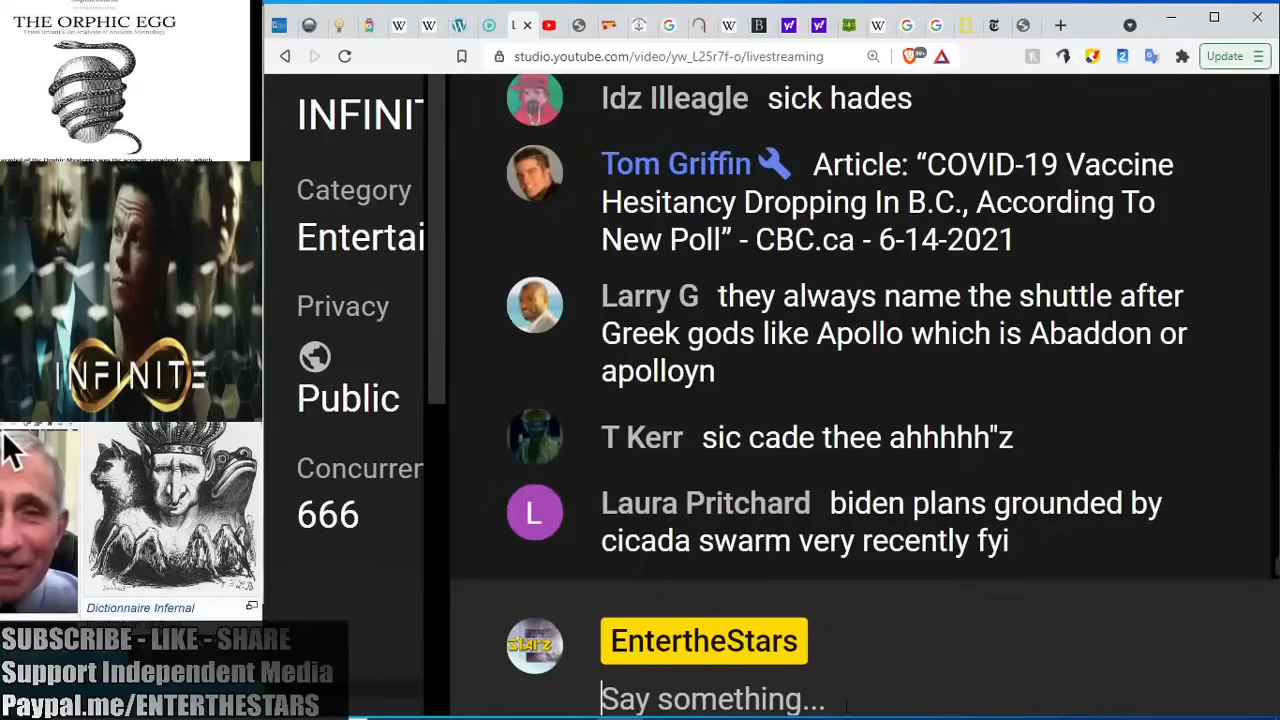 THE ORPHIC EGG
INFINITE
Dictionnaire Infernal
SUBSCRIBE - LIKE - SHARE
Support Independent Media
Paypal.me/ENTERTHESTARS
studio.youtube.com/video/yw_L25r7f-o/livestreaming
Update
INFINIT
Category
Entertai
Privacy
Public
Concurren
666
Idz Illeagle sick hades
Tom Griffin Article: “COVID-19 Vaccine
Hesitancy Dropping In B.C., According To
New Poll” - CBC.ca - 6-14-2021
Larry G they always name the shuttle after
Greek gods like Apollo which is Abaddon or
apolloyn
T Kerr sic cade thee ahhhhh"z
L
Laura Pritchard biden plans grounded by
cicada swarm very recently fyi
EntertheStars
Say something...